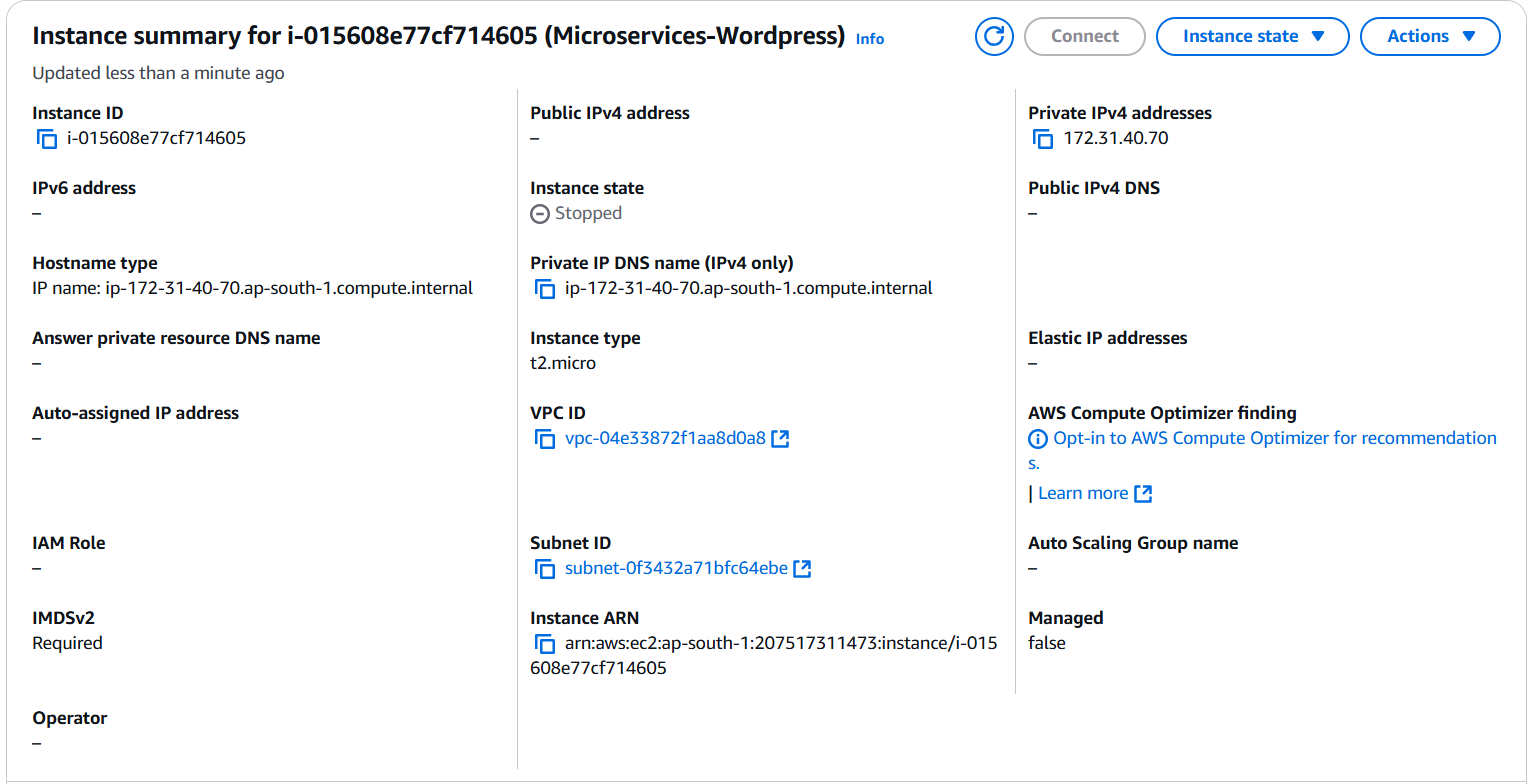 Instance summary for i-015608e77cf714605 (Microservices-Wordpress) Info
Connect
Instance state
Actions
Updated less than a minute ago
Instance ID
i-015608e77cf714605
Public IPv4 address
–
Private IPv4 addresses
172.31.40.70
IPv6 address
–
Instance state
Stopped
Public IPv4 DNS
–
Hostname type
IP name: ip-172-31-40-70.ap-south-1.compute.internal
Private IP DNS name (IPv4 only)
ip-172-31-40-70.ap-south-1.compute.internal
Answer private resource DNS name
–
Instance type
t2.micro
Elastic IP addresses
–
Auto-assigned IP address
–
VPC ID
vpc-04e33872f1aa8d0a8
AWS Compute Optimizer finding
Opt-in to AWS Compute Optimizer for recommendation
s.
| Learn more
IAM Role
–
Subnet ID
subnet-0f3432a71bfc64ebe
Auto Scaling Group name
–
IMDSv2
Required
Instance ARN
arn:aws:ec2:ap-south-1:207517311473:instance/i-015
608e77cf714605
Managed
false
Operator
–